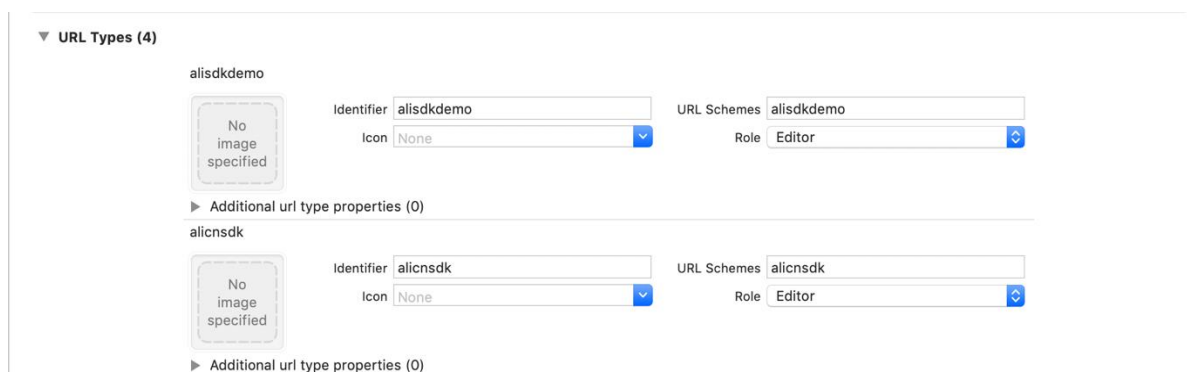 URL Types (4)
alisdkdemo
No image specified
Identifier alisdkdemo URL Schemes alisdkdemo
Icon None Role Editor
Additional url type properties (0)
alicnsdk
No image specified
Identifier alicnsdk URL Schemes alicnsdk
Icon None Role Editor
Additional url type properties (0)